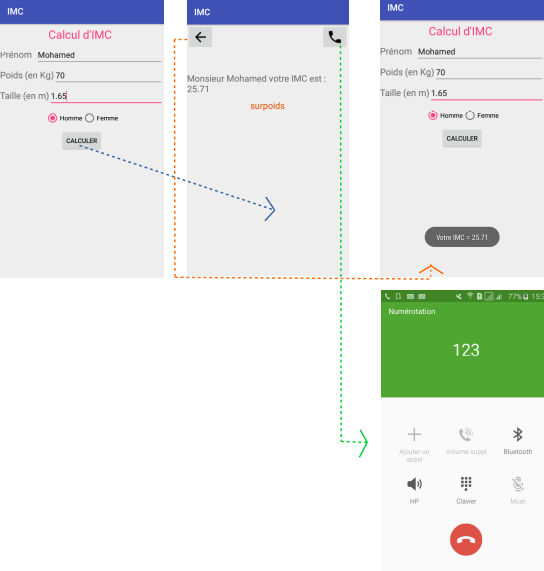 IMC
Calcul d'IMC
Prénom Mohamed
Poids (en Kg) 70
Taille (en m) 1.65
Homme Femme
CALCULER
IMC
Monsieur Mohamed votre IMC est :
25.71
surpoids
IMC
Calcul d'IMC
Prénom Mohamed
Poids (en Kg) 70
Taille (en m) 1.65
Homme Femme
CALCULER
Votre IMC = 25.71
77%
Numérotation
123
Ajouter un
appel
Volume suppl
Bluetooth
HP
Clavier
Muet